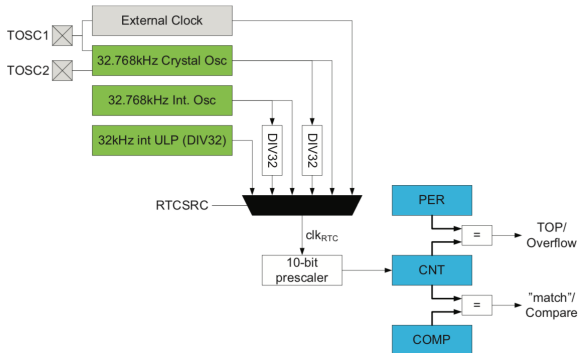 External Clock
TOSC1
TOSC2
32.768kHz Crystal Osc
32.768kHz Int. Osc
32kHz int ULP (DIV32)
DIV32
DIV32
RTCSRC
clkRTC
10-bit
prescaler
PER
CNT
COMP
=
=
TOP/
Overflow
"match"/
Compare